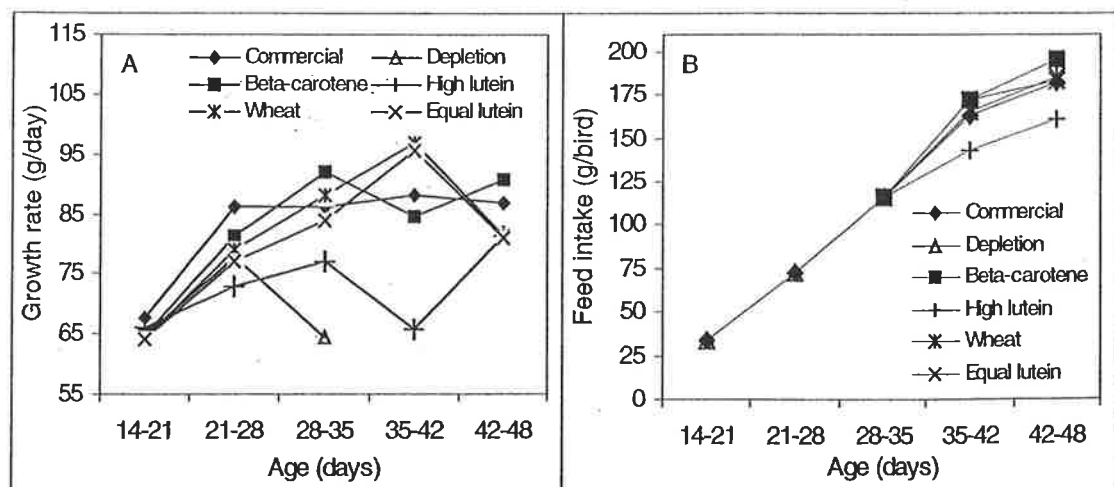 A
Commercial
Depletion
Beta-carotene
High lutein
Wheat
Equal lutein
Growth rate (g/day)
115
105
95
85
75
65
55
14-21
21-28
28-35
35-42
42-48
Age (days)
B
Feed intake (g/bird)
200
175
150
125
100
75
50
25
0
Commercial
Depletion
Beta-carotene
High lutein
Wheat
Equal lutein
14-21
21-28
28-35
35-42
42-48
Age (days)